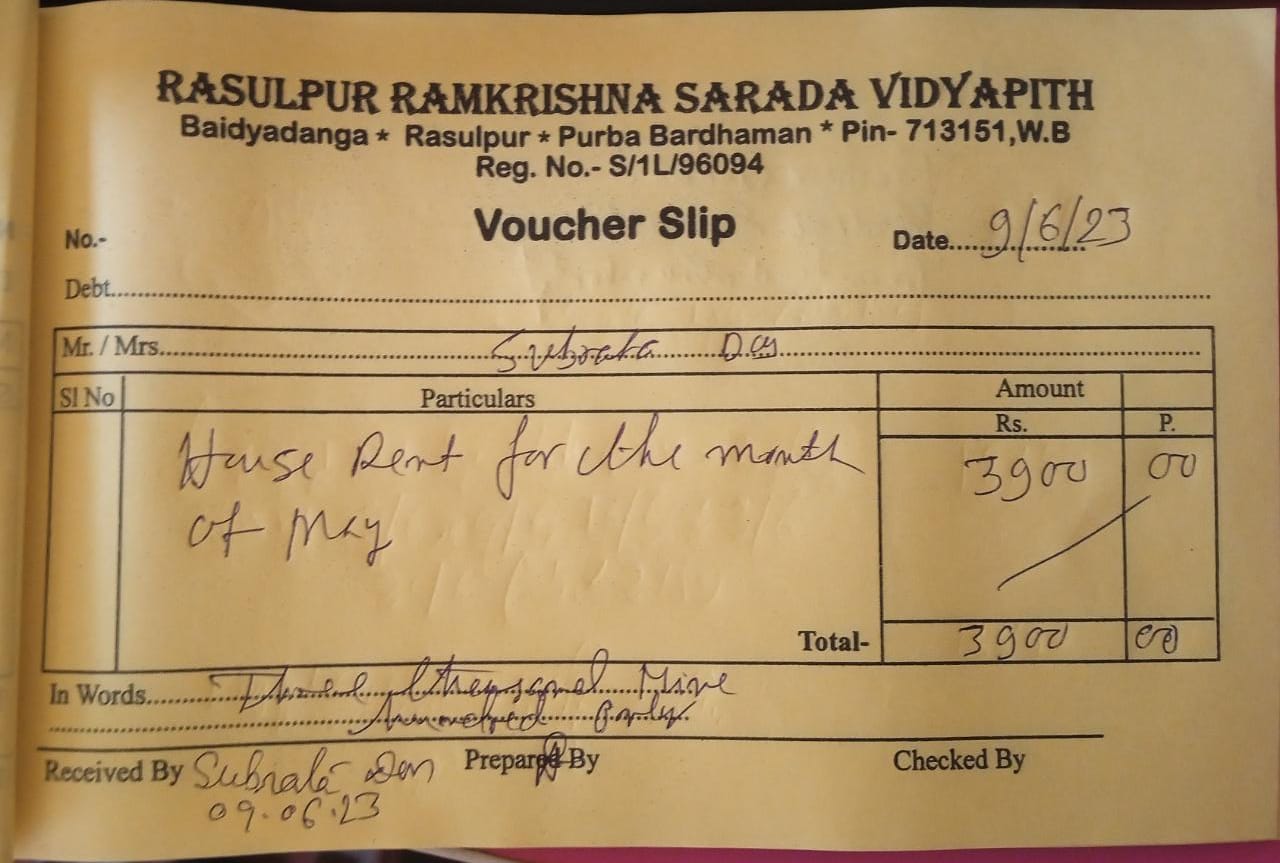 RASULPUR RAMKRISHNA SARADA VIDYAPITH
Baidyadanga * Rasulpur * Purba Bardhaman * Pin- 713151,W.B
Reg. No.- S/1L/96094
Voucher Slip
No.-
Date......9/6/23
Debt
Mr. / Mrs. Subrata
Sl No Particulars Amount
Rs. P.
House Rent for the month 3900 00
of May
Total- 3900 00
In Words Three thousand Nine
hundred only
Received By Subrata Prepared By Checked By
09.06.23